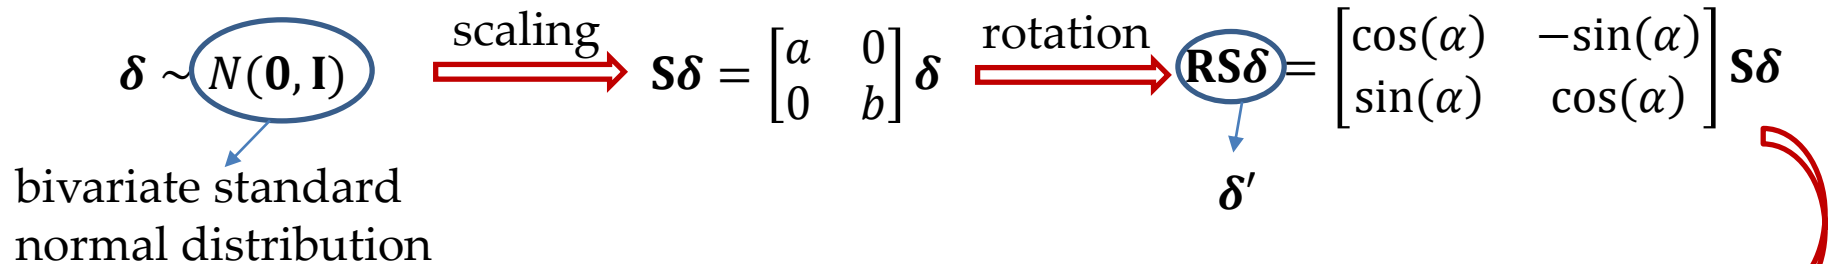 𝜹 ~ 𝑁(𝟎, 𝐈)
scaling
𝐒𝜹 = [𝑎 0; 0 𝑏] 𝜹
rotation
𝐑𝐒𝜹 = [cos(𝛼) −sin(𝛼); sin(𝛼) cos(𝛼)] 𝐒𝜹
𝜹′
bivariate standard
normal distribution